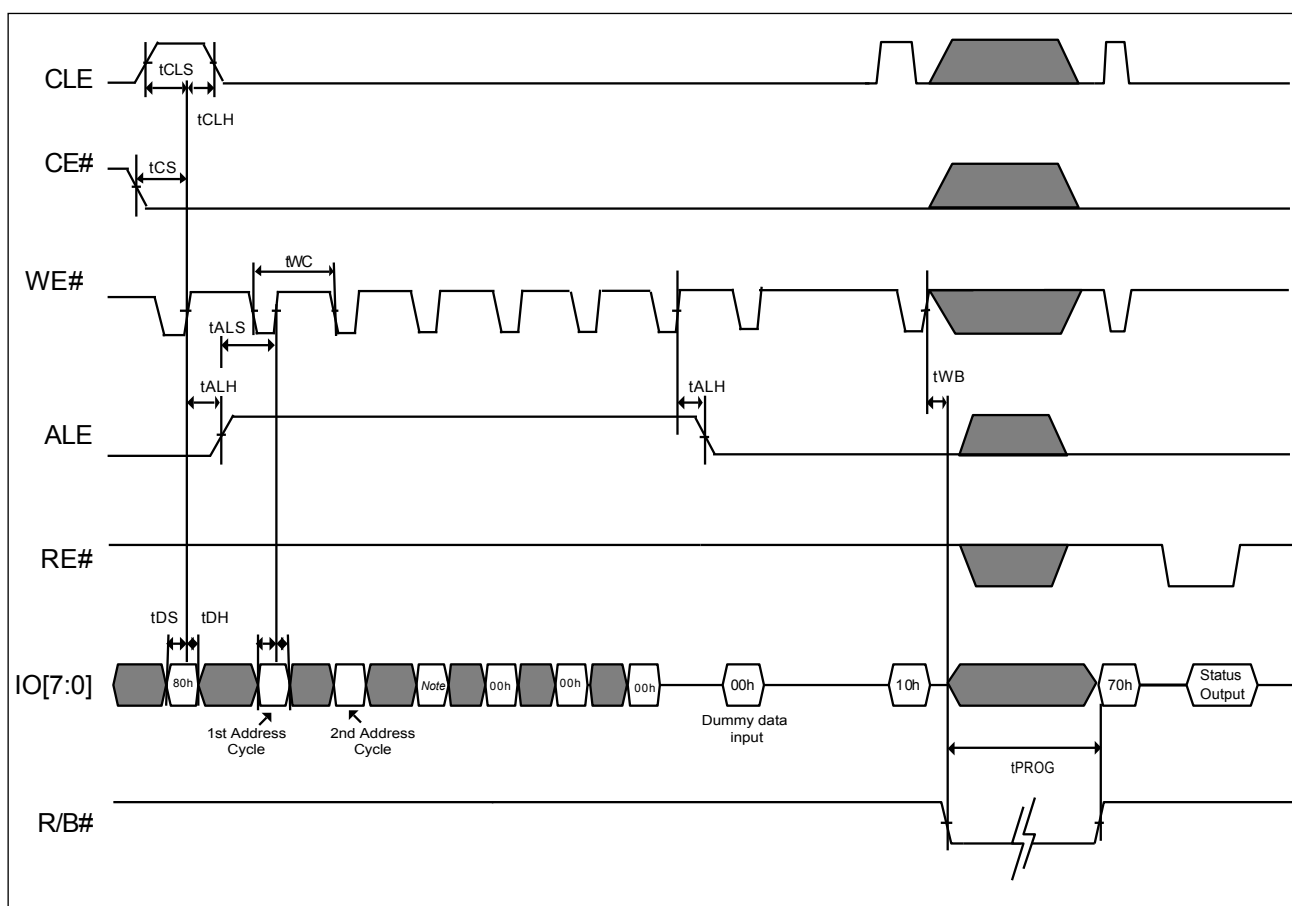 CLE
tCLS
tCLH
CE#
tCS
WE#
tWC
tALS
tALH
tALH
tWB
ALE
RE#
tDS
tDH
IO[7:0]
80h
Note
00h
00h
00h
00h
10h
70h
Status
Output
1st Address
Cycle
2nd Address
Cycle
Dummy data
input
tPROG
R/B#